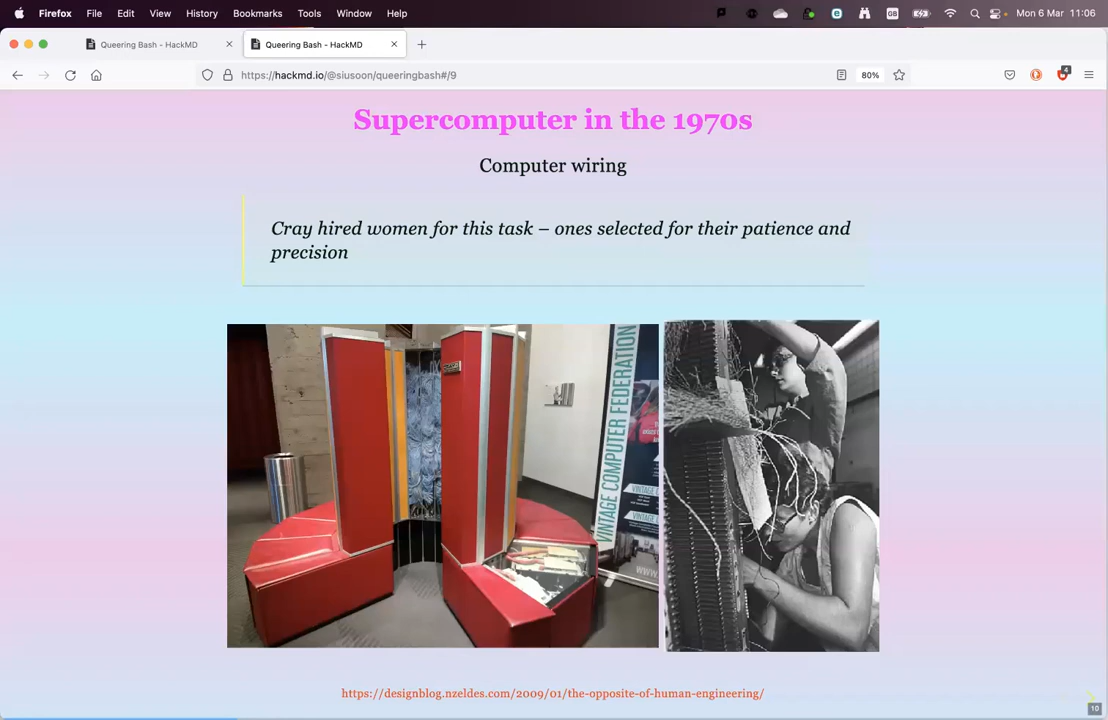 Firefox File Edit View History Bookmarks Tools Window Help
GB
Mon 6 Mar 11:06
Queering Bash - HackMD
Queering Bash - HackMD
https://hackmd.io/@siusoon/queeringbash#/9
80%
4
Supercomputer in the 1970s
Computer wiring
Cray hired women for this task – ones selected for their patience and
precision
VINTAGE COMPUTER FEDERATION
https://designblog.nzeldes.com/2009/01/the-opposite-of-human-engineering/
10